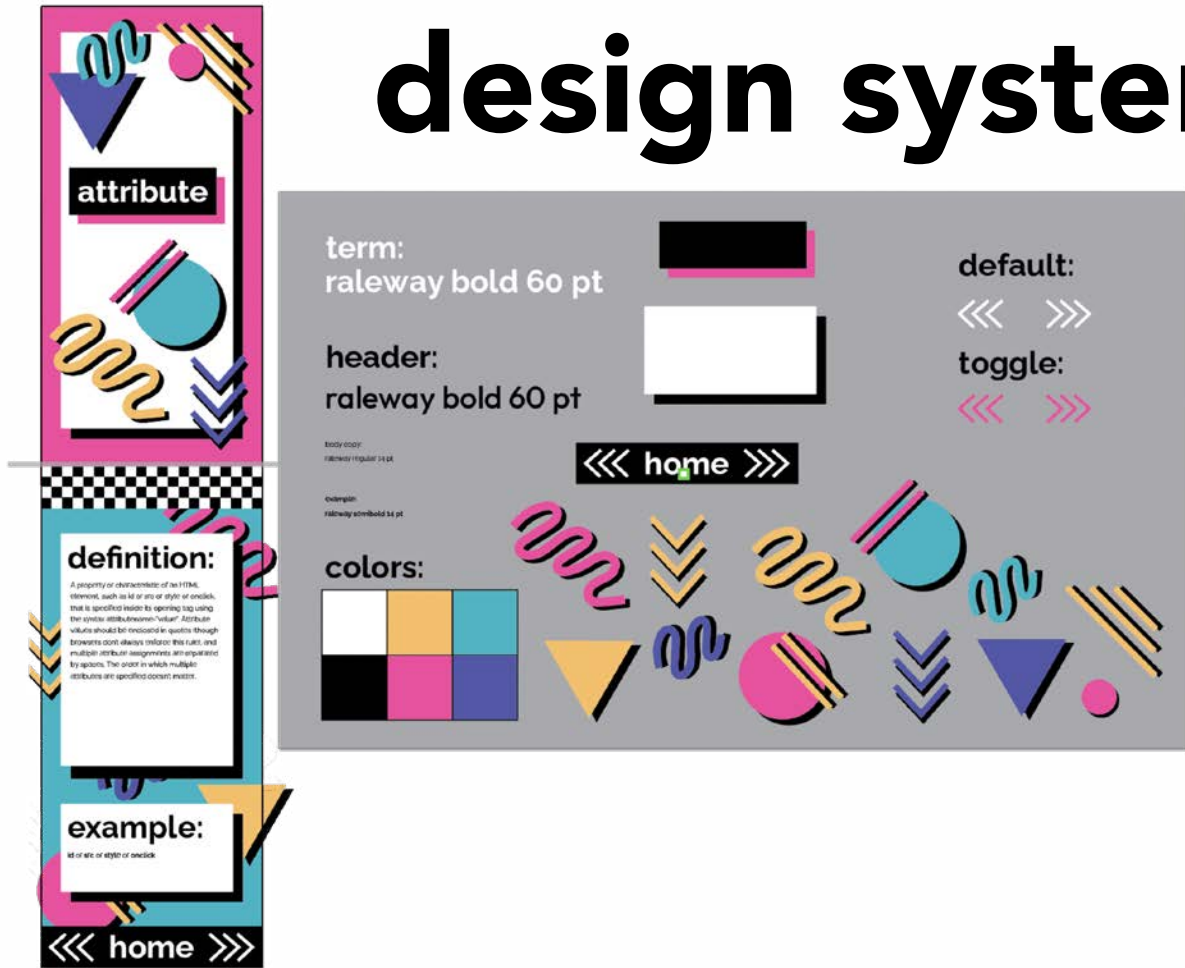 design syster
attribute
definition:
A property or characteristic of an HTML
element, such as id or src or style or onclick,
that is specified inside its opening tag using
the syntax attributename="value". Attribute
values should be enclosed in quotes though
browsers don't always enforce this rule, and
multiple attribute assignments are separated
by spaces. The order in which multiple
attributes are specified doesn't matter.
example:
id or src or style or onclick
<<< home >>>
term:
raleway bold 60 pt
header:
raleway bold 60 pt
body copy:
raleway regular 14 pt
example:
raleway semibold 14 pt
colors:
<<< home >>>
default:
<<< >>>
toggle:
<<< >>>